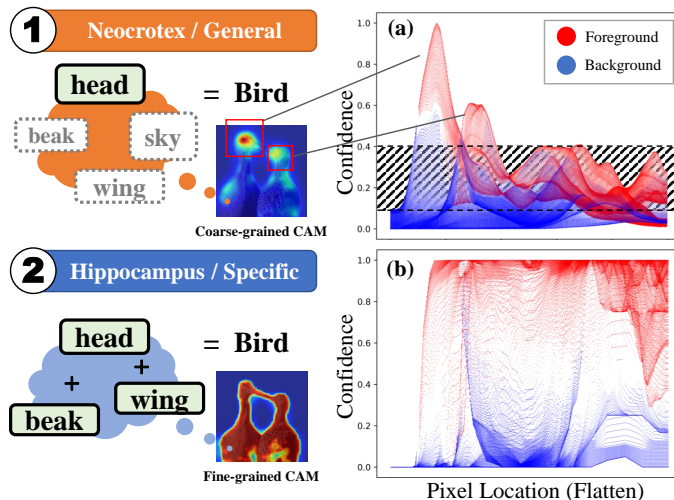 1
Neocrotex / General
head
beak
sky
wing
= Bird
Coarse-grained CAM
2
Hippocampus / Specific
head
+
+
wing
beak
= Bird
Fine-grained CAM
(a)
Foreground
Background
Confidence
1.0
0.8
0.6
0.4
0.2
0.0
(b)
Confidence
1.0
0.8
0.6
0.4
0.2
0.0
Pixel Location (Flatten)